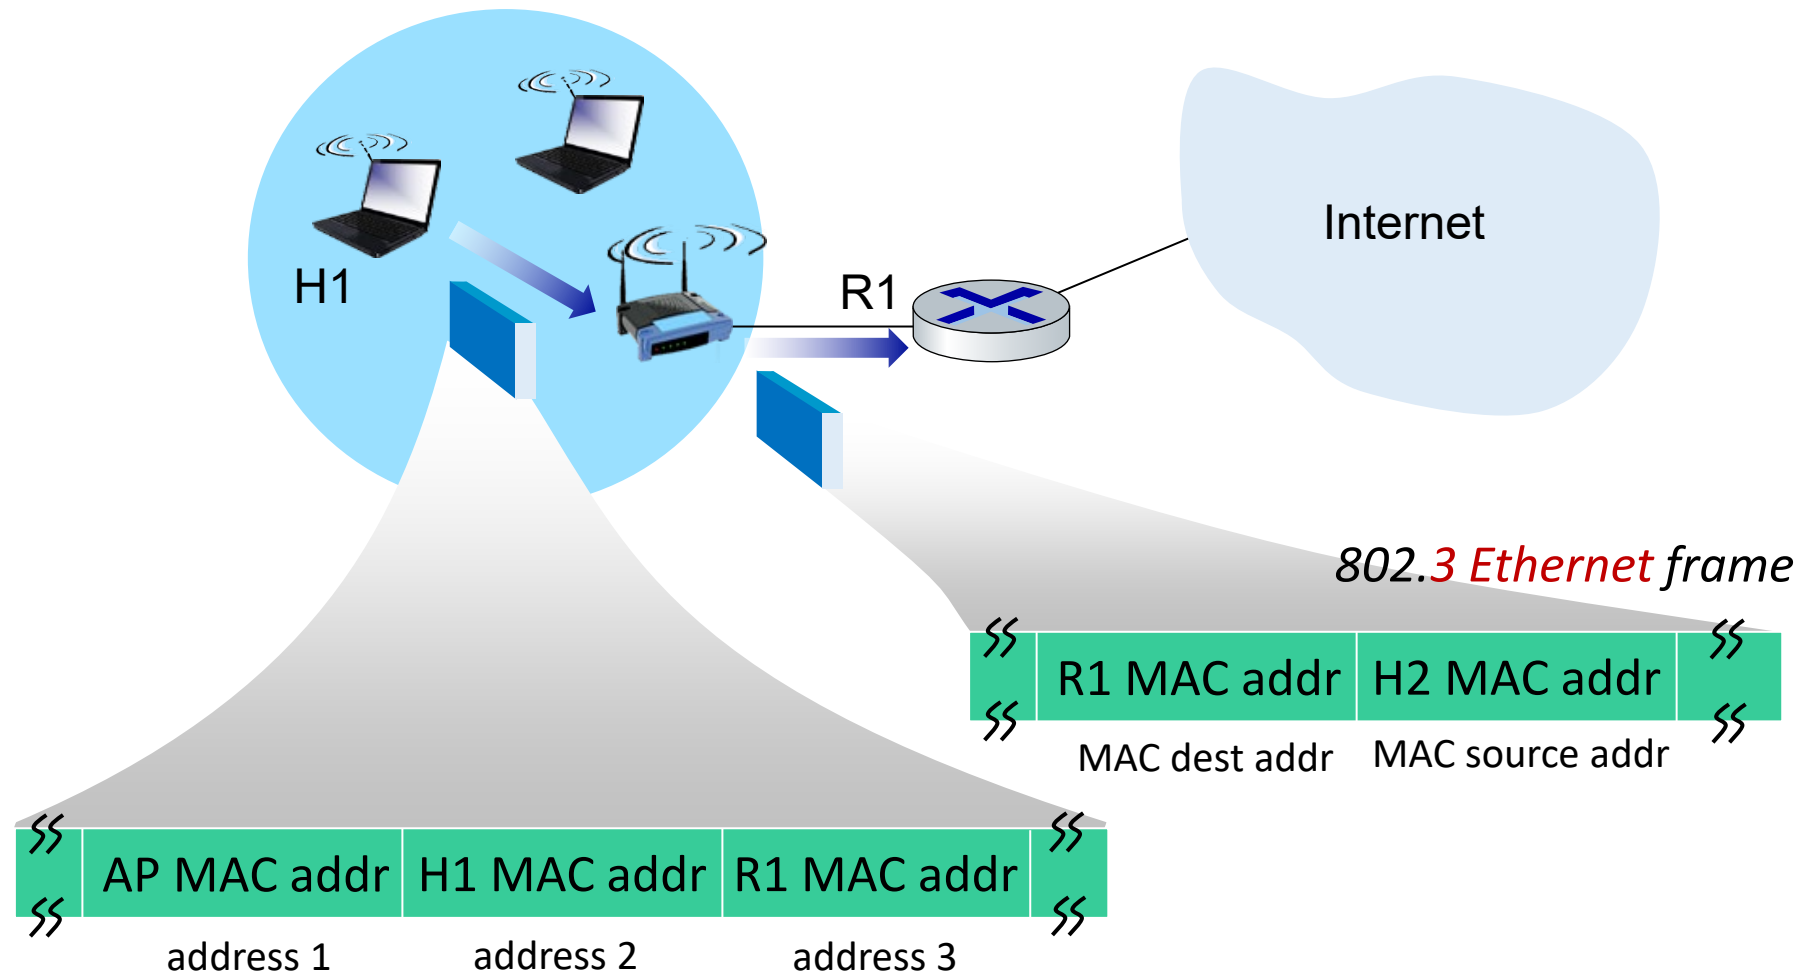 Internet
H1
R1
802.3 Ethernet frame
R1 MAC addr
H2 MAC addr
MAC dest addr
MAC source addr
AP MAC addr
H1 MAC addr
R1 MAC addr
address 1
address 2
address 3